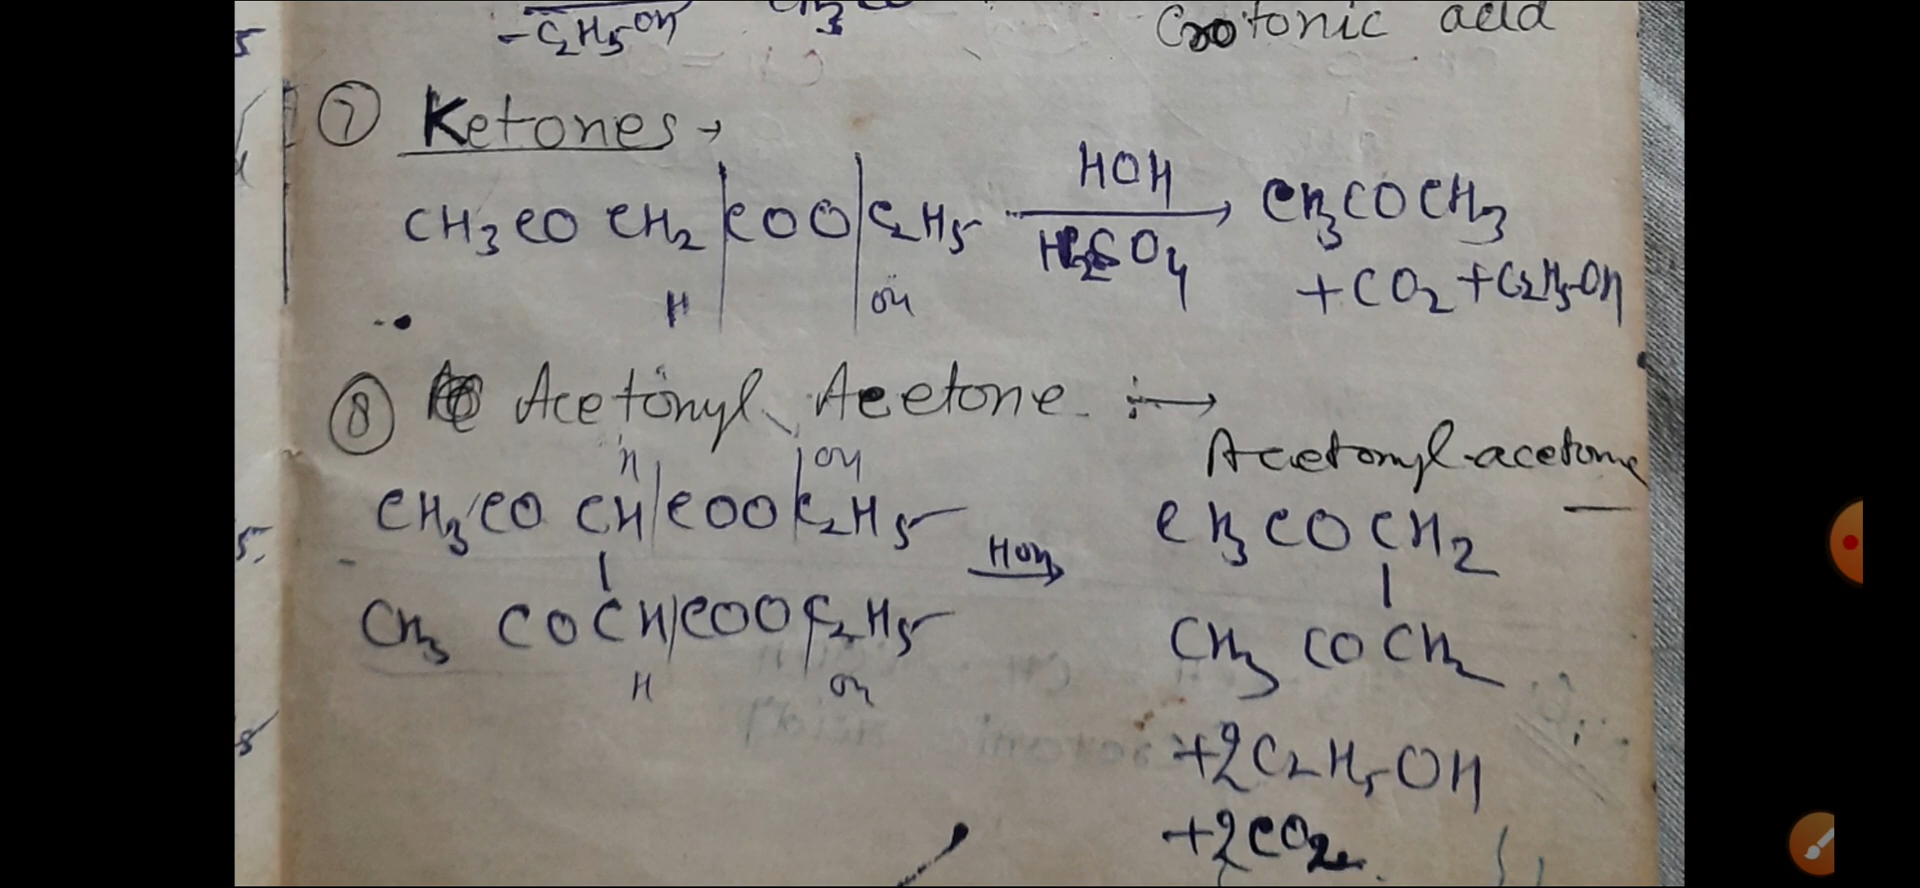 -C2H5OH
Crotonic acid
⑦ Ketones →
CH3CO CH2 | COO | C2H5 HOH / H2SO4 → CH3COCH3
H OH + CO2 + C2H5OH
⑧ Acetonyl Acetone :→
Acetonyl-acetone
H OH
CH3CO CH | COO | C2H5 CH3COCH2
HOH →
CH3 COCH | COO | C2H5 CH3 COCH2
H OH
+2C2H5OH
+2CO2